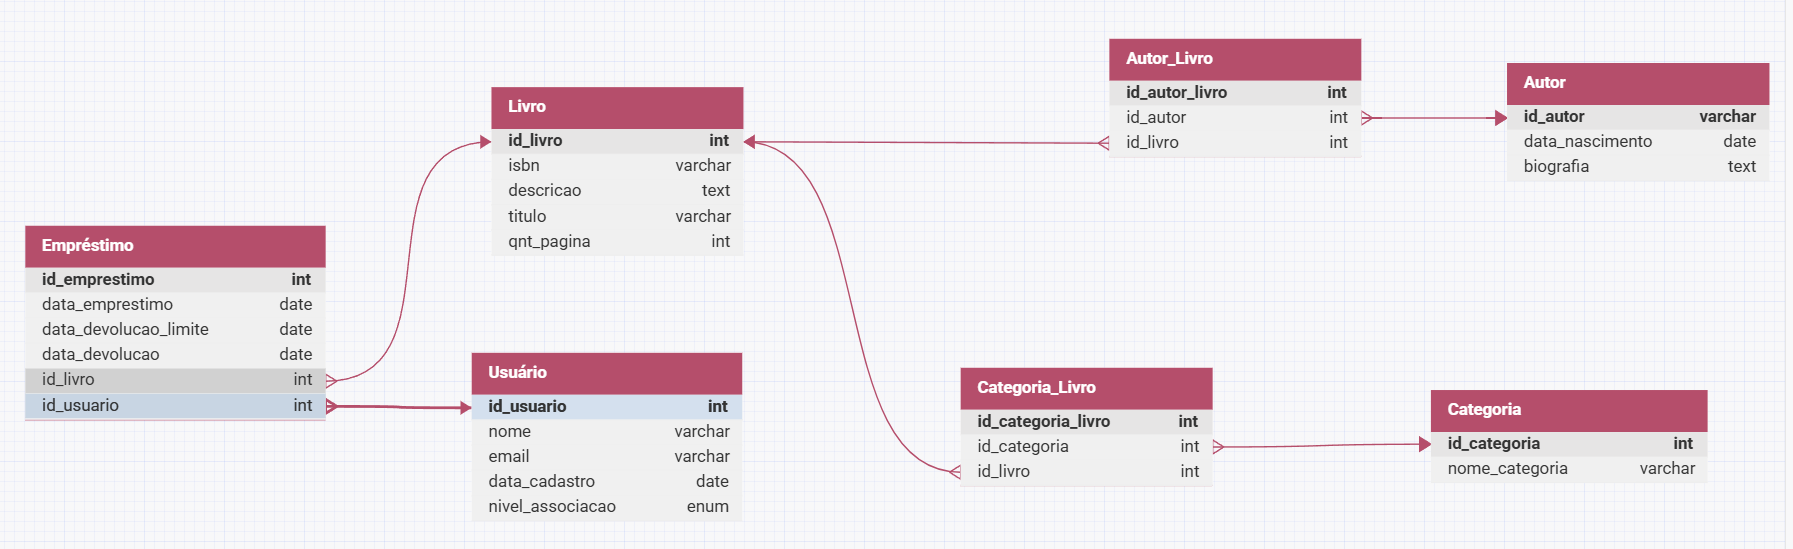 Livro
id_livro int
isbn varchar
descricao text
titulo varchar
qnt_pagina int
Autor_Livro
id_autor_livro int
id_autor int
id_livro int
Autor
id_autor varchar
data_nascimento date
biografia text
Empréstimo
id_emprestimo int
data_emprestimo date
data_devolucao_limite date
data_devolucao date
id_livro int
id_usuario int
Usuário
id_usuario int
nome varchar
email varchar
data_cadastro date
nivel_associacao enum
Categoria_Livro
id_categoria_livro int
id_categoria int
id_livro int
Categoria
id_categoria int
nome_categoria varchar